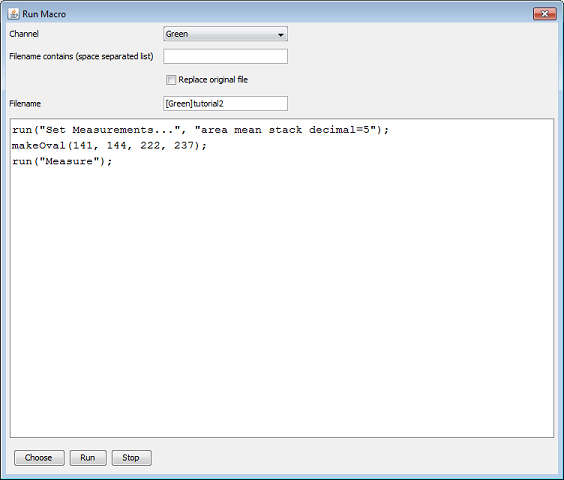 Run Macro
Channel Green
Filename contains (space separated list)
Replace original file
Filename [Green]tutorial2
run("Set Measurements...", "area mean stack decimal=5");
makeOval(141, 144, 222, 237);
run("Measure");
Choose Run Stop